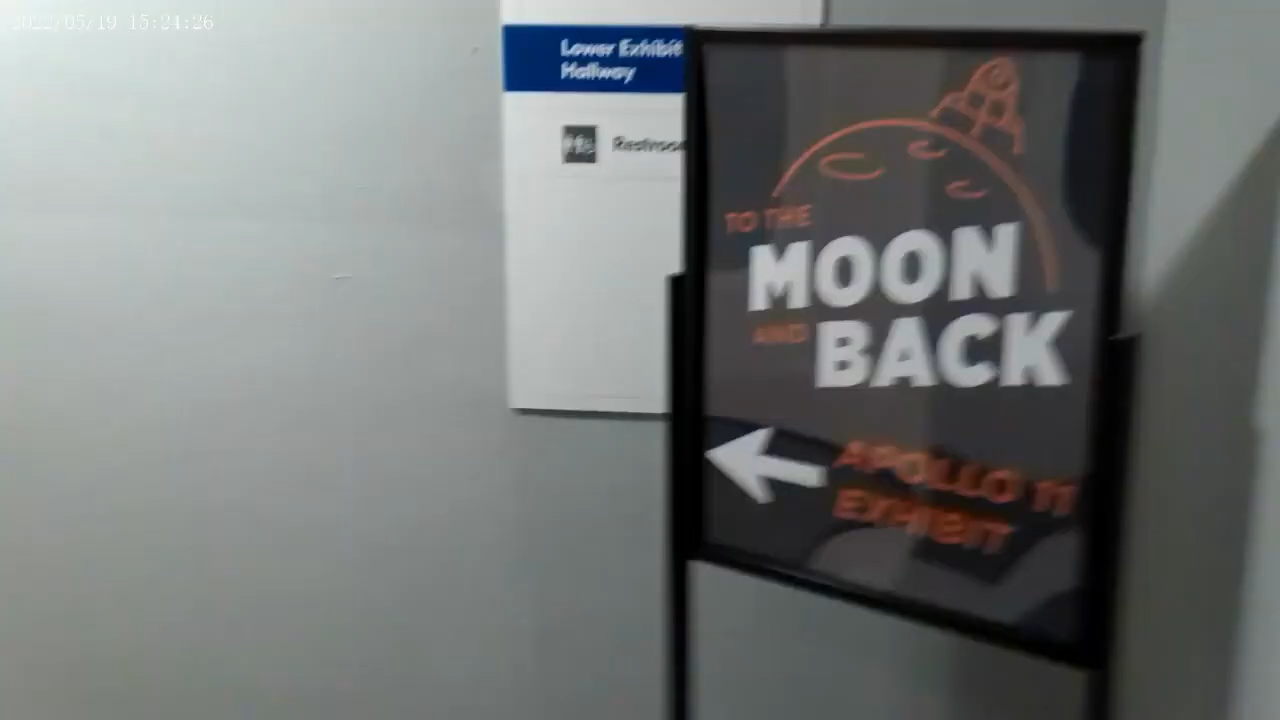 2022/05/19 15:24:26
Lower Exhibit
Hallway
TO THE
MOON
AND
BACK
APOLLO 11
EXHIBIT